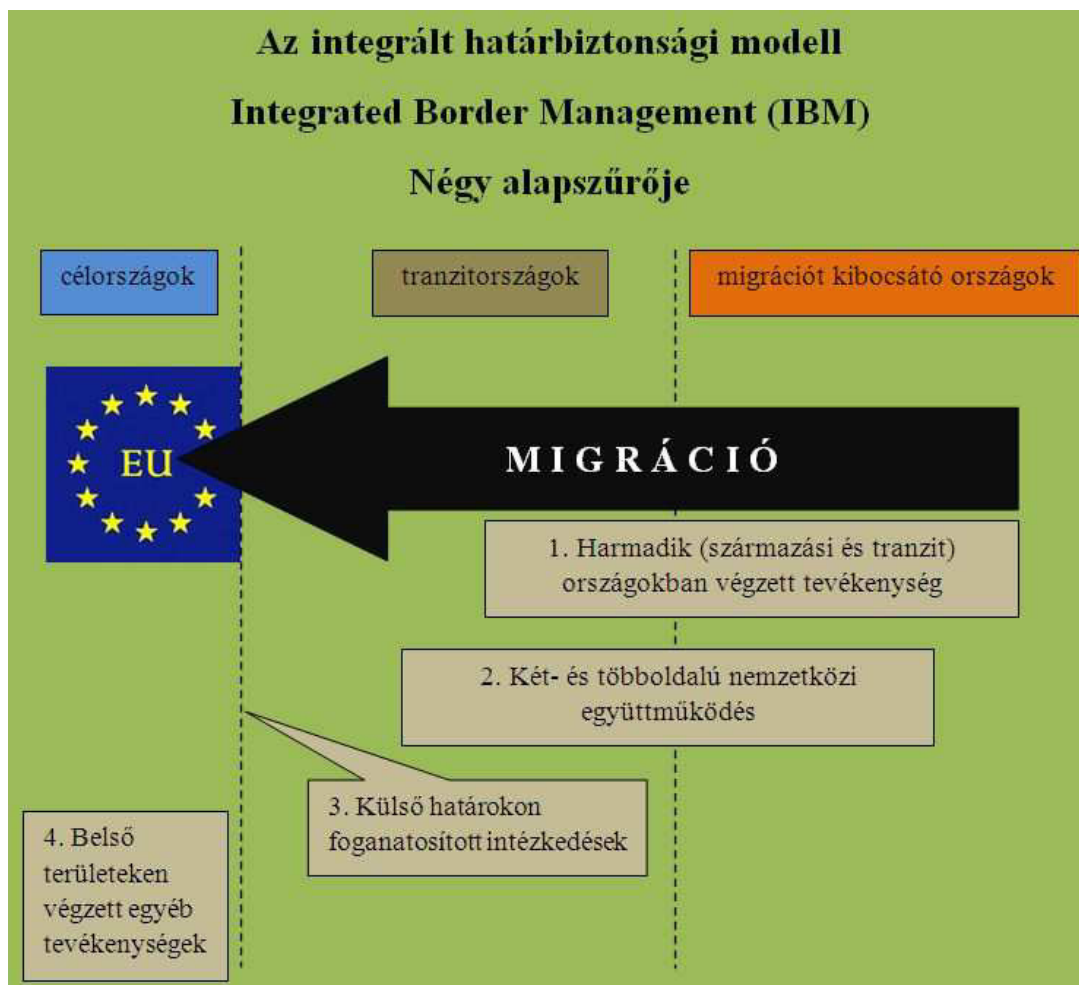 Az integrált határbiztonsági modell
Integrated Border Management (IBM)
Négy alapszűrője
célországok
tranzitországok
migrációt kibocsátó országok
EU
MIGRÁCIÓ
1. Harmadik (származási és tranzit)
országokban végzett tevékenység
2. Két- és többoldalú nemzetközi
együttműködés
3. Külső határokon
foganatosított intézkedések
4. Belső
területeken
végzett egyéb
tevékenységek